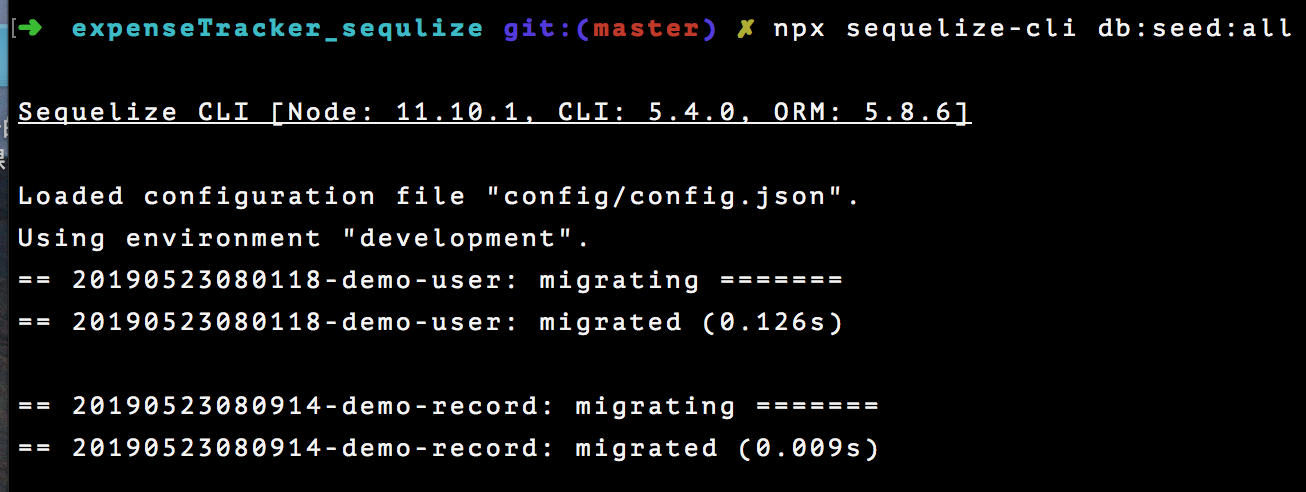 [➜ expenseTracker_sequlize git:(master) ✗ npx sequelize-cli db:seed:all
Sequelize CLI [Node: 11.10.1, CLI: 5.4.0, ORM: 5.8.6]
Loaded configuration file "config/config.json".
Using environment "development".
== 20190523080118-demo-user: migrating =======
== 20190523080118-demo-user: migrated (0.126s)
== 20190523080914-demo-record: migrating =======
== 20190523080914-demo-record: migrated (0.009s)